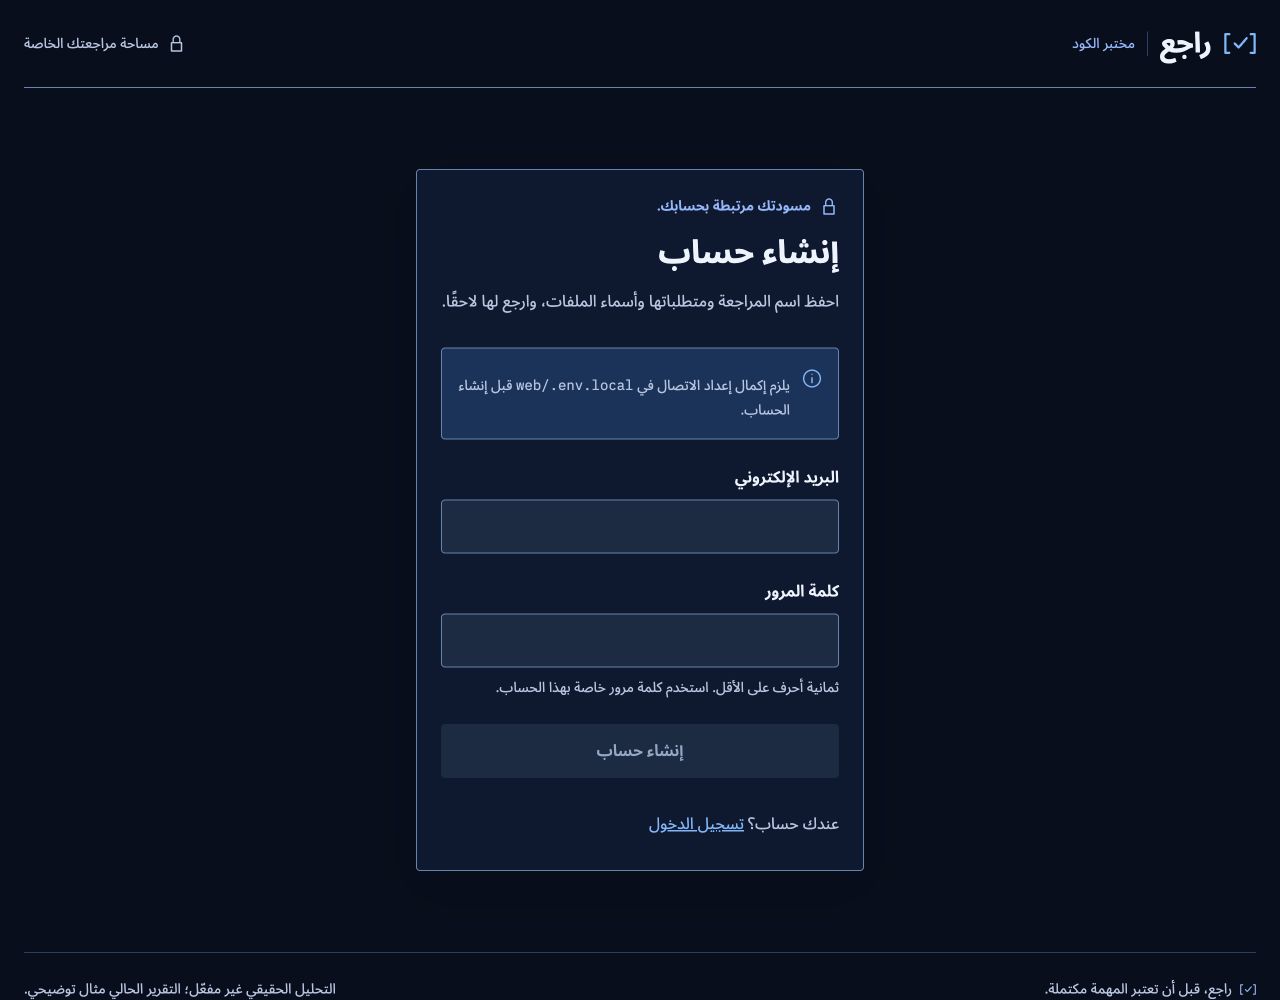 راجع
مختبر الكود
مساحة مراجعتك الخاصة
مسودتك مرتبطة بحسابك.
إنشاء حساب
احفظ اسم المراجعة ومتطلباتها وأسماء الملفات، وارجع لها لاحقًا.
يلزم إكمال إعداد الاتصال في web/.env.local قبل إنشاء
الحساب.
البريد الإلكتروني
كلمة المرور
ثمانية أحرف على الأقل. استخدم كلمة مرور خاصة بهذا الحساب.
إنشاء حساب
عندك حساب؟ تسجيل الدخول
راجع، قبل أن تعتبر المهمة مكتملة.
التحليل الحقيقي غير مفعّل؛ التقرير الحالي مثال توضيحي.